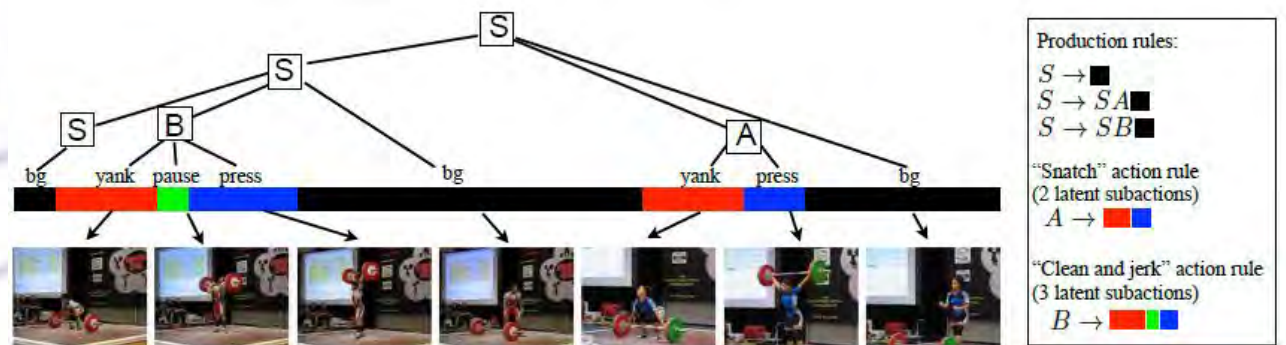 S
S
S
B
A
bg
yank
pause
press
bg
yank
press
bg
Production rules:
S →
S → SA
S → SB
“Snatch” action rule
(2 latent subactions)
A →
“Clean and jerk” action rule
(3 latent subactions)
B →